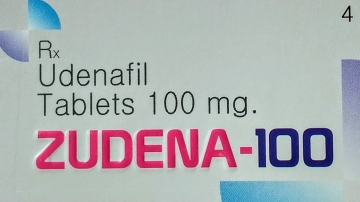 4
Rx
Udenafil
Tablets 100 mg.
ZUDENA-100